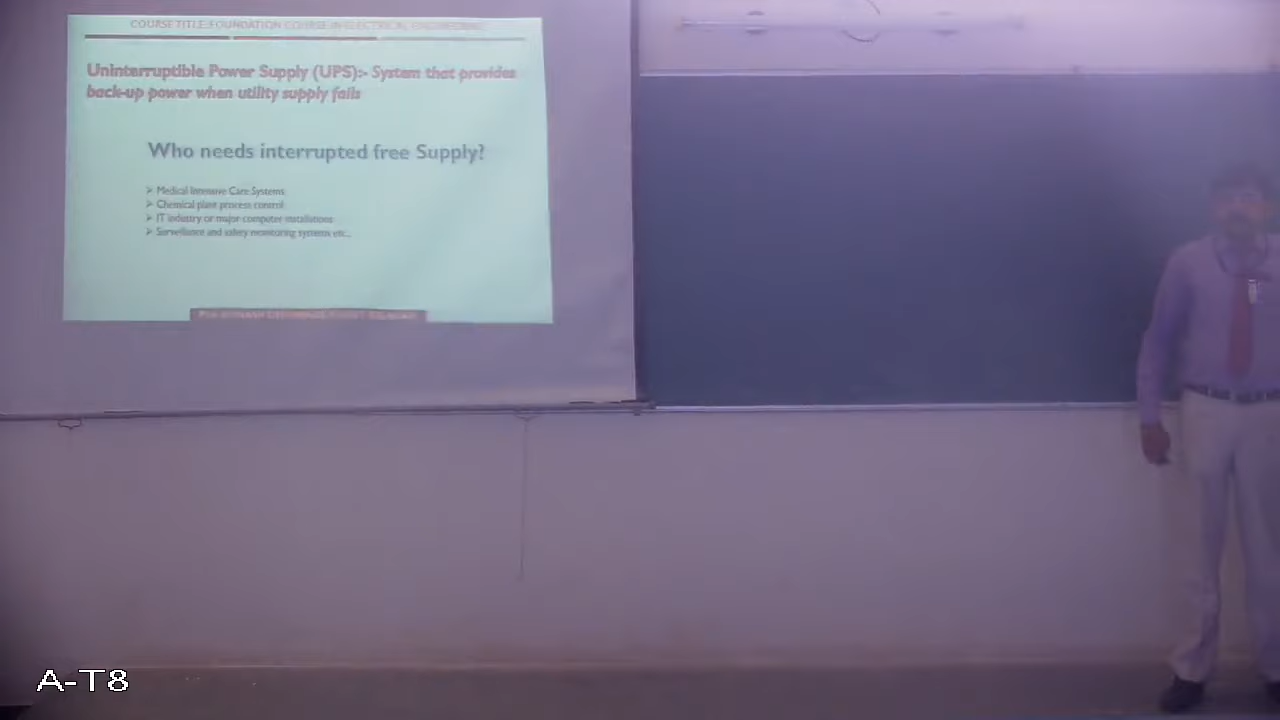 COURSE TITLE:FOUNDATION COURSE IN ELECTRICAL ENGINEERING
Uninterruptible Power Supply (UPS):- System that provides
back-up power when utility supply fails
Who needs interrupted free Supply?
➢ Medical Intensive Care Systems
➢ Chemical plant process control
➢ IT industry or major computer installations
➢ Surveillance and safety monitoring systems etc..
A-T8